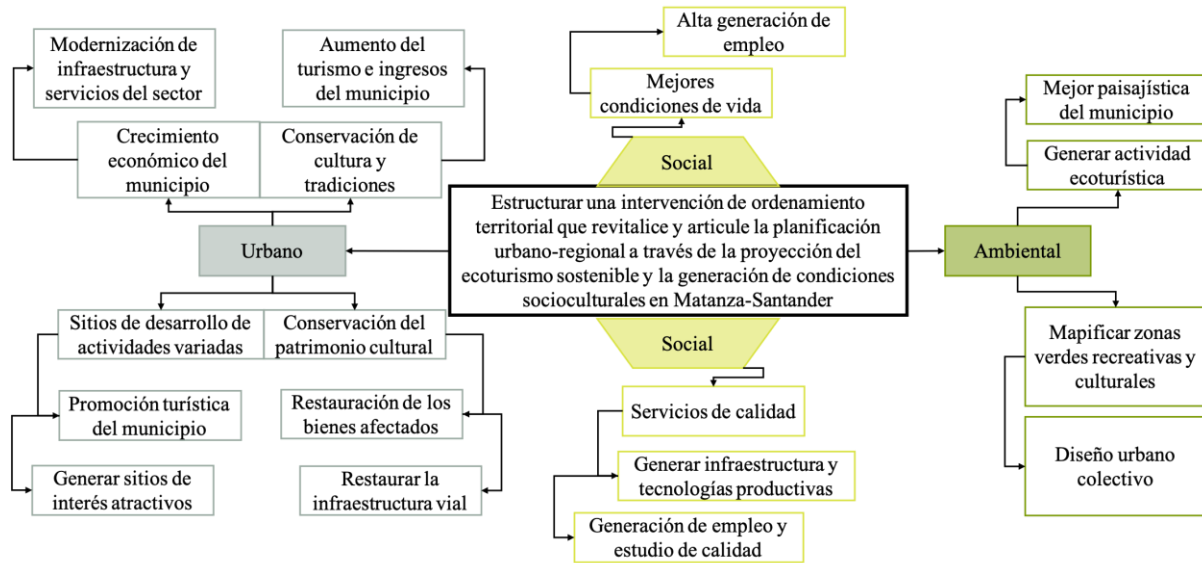 Modernización de
infraestructura y
servicios del sector
Aumento del
turismo e ingresos
del municipio
Crecimiento
económico del
municipio
Conservación de
cultura y
tradiciones
Urbano
Sitios de desarrollo de
actividades variadas
Conservación del
patrimonio cultural
Promoción turística
del municipio
Restauración de los
bienes afectados
Generar sitios de
interés atractivos
Restaurar la
infraestructura vial
Alta generación de
empleo
Mejores
condiciones de vida
Social
Estructurar una intervención de ordenamiento
territorial que revitalice y articule la planificación
urbano-regional a través de la proyección del
ecoturismo sostenible y la generación de condiciones
socioculturales en Matanza-Santander
Social
Servicios de calidad
Generar infraestructura y
tecnologías productivas
Generación de empleo y
estudio de calidad
Mejor paisajística
del municipio
Generar actividad
ecoturística
Ambiental
Mapificar zonas
verdes recreativas y
culturales
Diseño urbano
colectivo